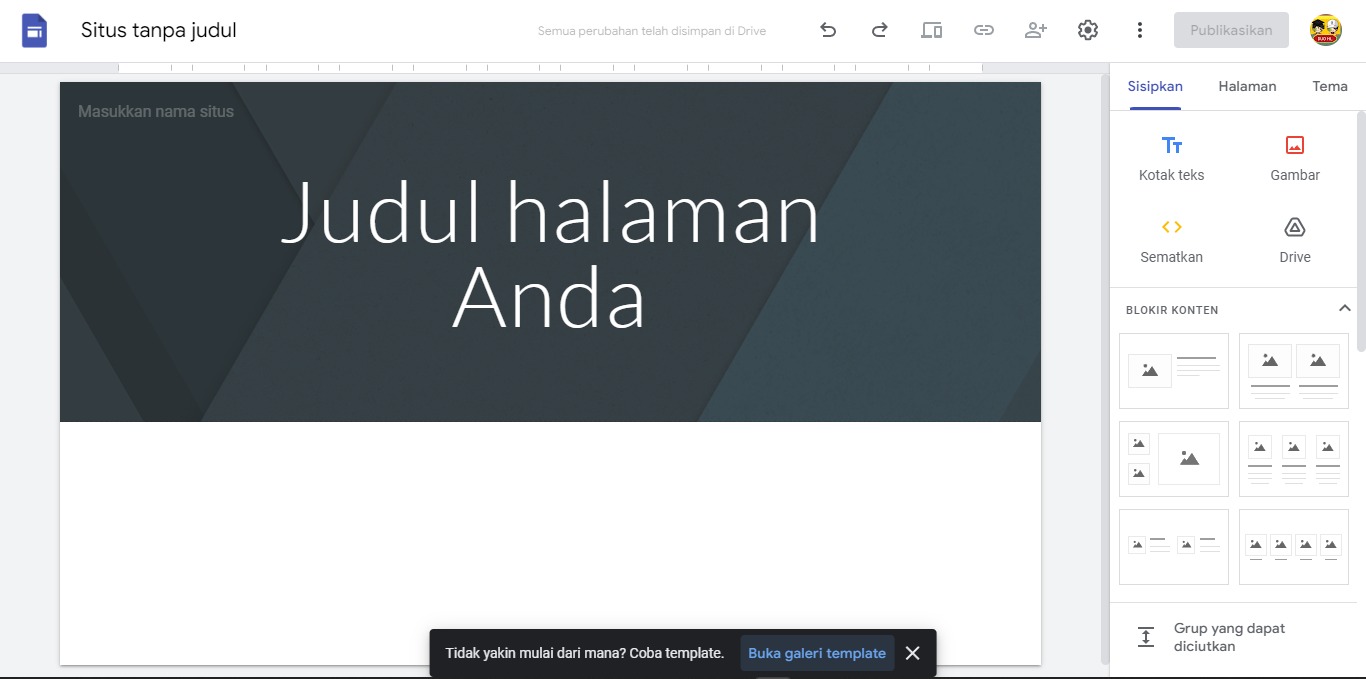 Situs tanpa judul
Semua perubahan telah disimpan di Drive
Publikasikan
Sisipkan
Halaman
Tema
Masukkan nama situs
Judul halaman
Anda
Kotak teks
Gambar
Sematkan
Drive
BLOKIR KONTEN
Grup yang dapat
diciutkan
Tidak yakin mulai dari mana? Coba template.
Buka galeri template